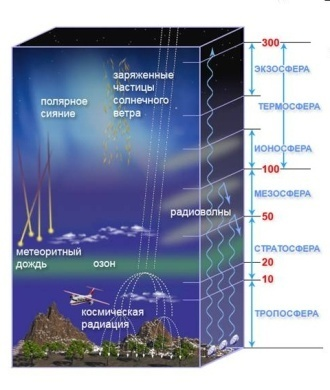 300
ЭКЗОСФЕРА
заряженные
частицы
солнечного
ветра
полярное
сияние
ТЕРМОСФЕРА
ИОНОСФЕРА
100
МЕЗОСФЕРА
радиоволны
50
СТРАТОСФЕРА
метеоритный
дождь
озон
20
10
космическая
радиация
ТРОПОСФЕРА